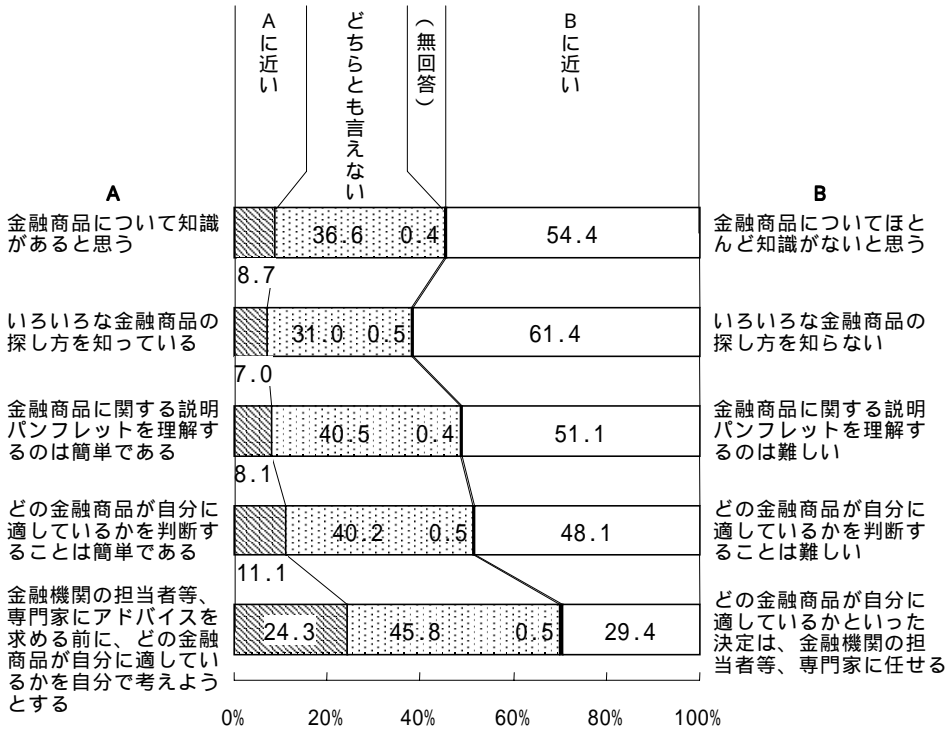 Aに近い
どちらとも言えない
（無回答）
Bに近い
A
B
金融商品について知識
があると思う
36.6 0.4 54.4
金融商品についてほと
んど知識がないと思う
8.7
いろいろな金融商品の
探し方を知っている
31.0 0.5 61.4
いろいろな金融商品の
探し方を知らない
7.0
金融商品に関する説明
パンフレットを理解す
るのは簡単である
40.5 0.4 51.1
金融商品に関する説明
パンフレットを理解す
るのは難しい
8.1
どの金融商品が自分に
適しているかを判断す
ることは簡単である
40.2 0.5 48.1
どの金融商品が自分に
適しているかを判断す
ることは難しい
11.1
金融機関の担当者等、
専門家にアドバイスを
求める前に、どの金融
商品が自分に適してい
るかを自分で考えよう
とする
24.3 45.8 0.5 29.4
どの金融商品が自分に
適しているかといった
決定は、金融機関の担
当者等、専門家に任せる
0% 20% 40% 60% 80% 100%